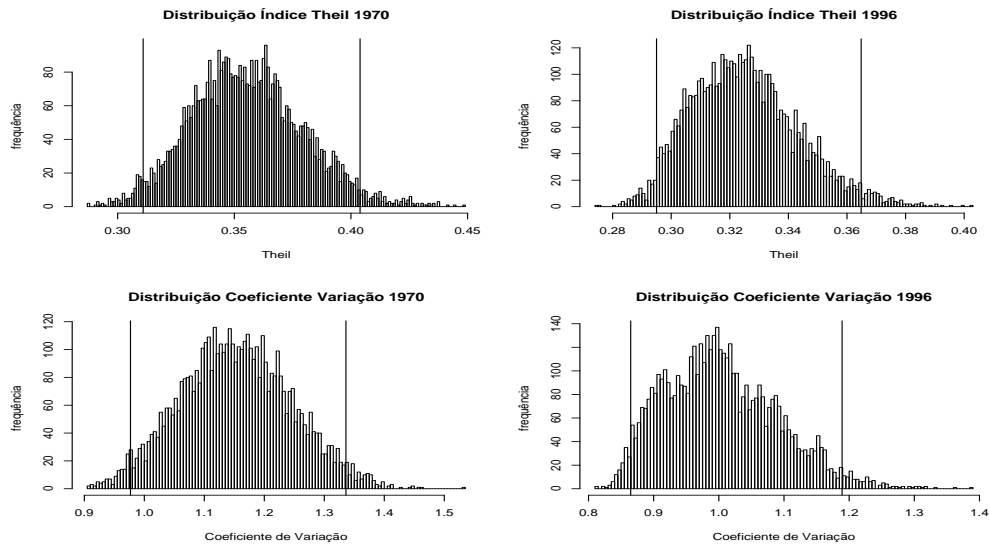 Distribuição Índice Theil 1970
frequência
0 20 40 60 80
0.30 0.35 0.40 0.45
Theil
Distribuição Índice Theil 1996
frequência
0 20 40 60 80 100 120
0.28 0.30 0.32 0.34 0.36 0.38 0.40
Theil
Distribuição Coeficiente Variação 1970
frequência
0 20 40 60 80 100 120
0.9 1.0 1.1 1.2 1.3 1.4 1.5
Coeficiente de Variação
Distribuição Coeficiente Variação 1996
frequência
0 20 40 60 80 100 140
0.8 0.9 1.0 1.1 1.2 1.3 1.4
Coeficiente de Variação